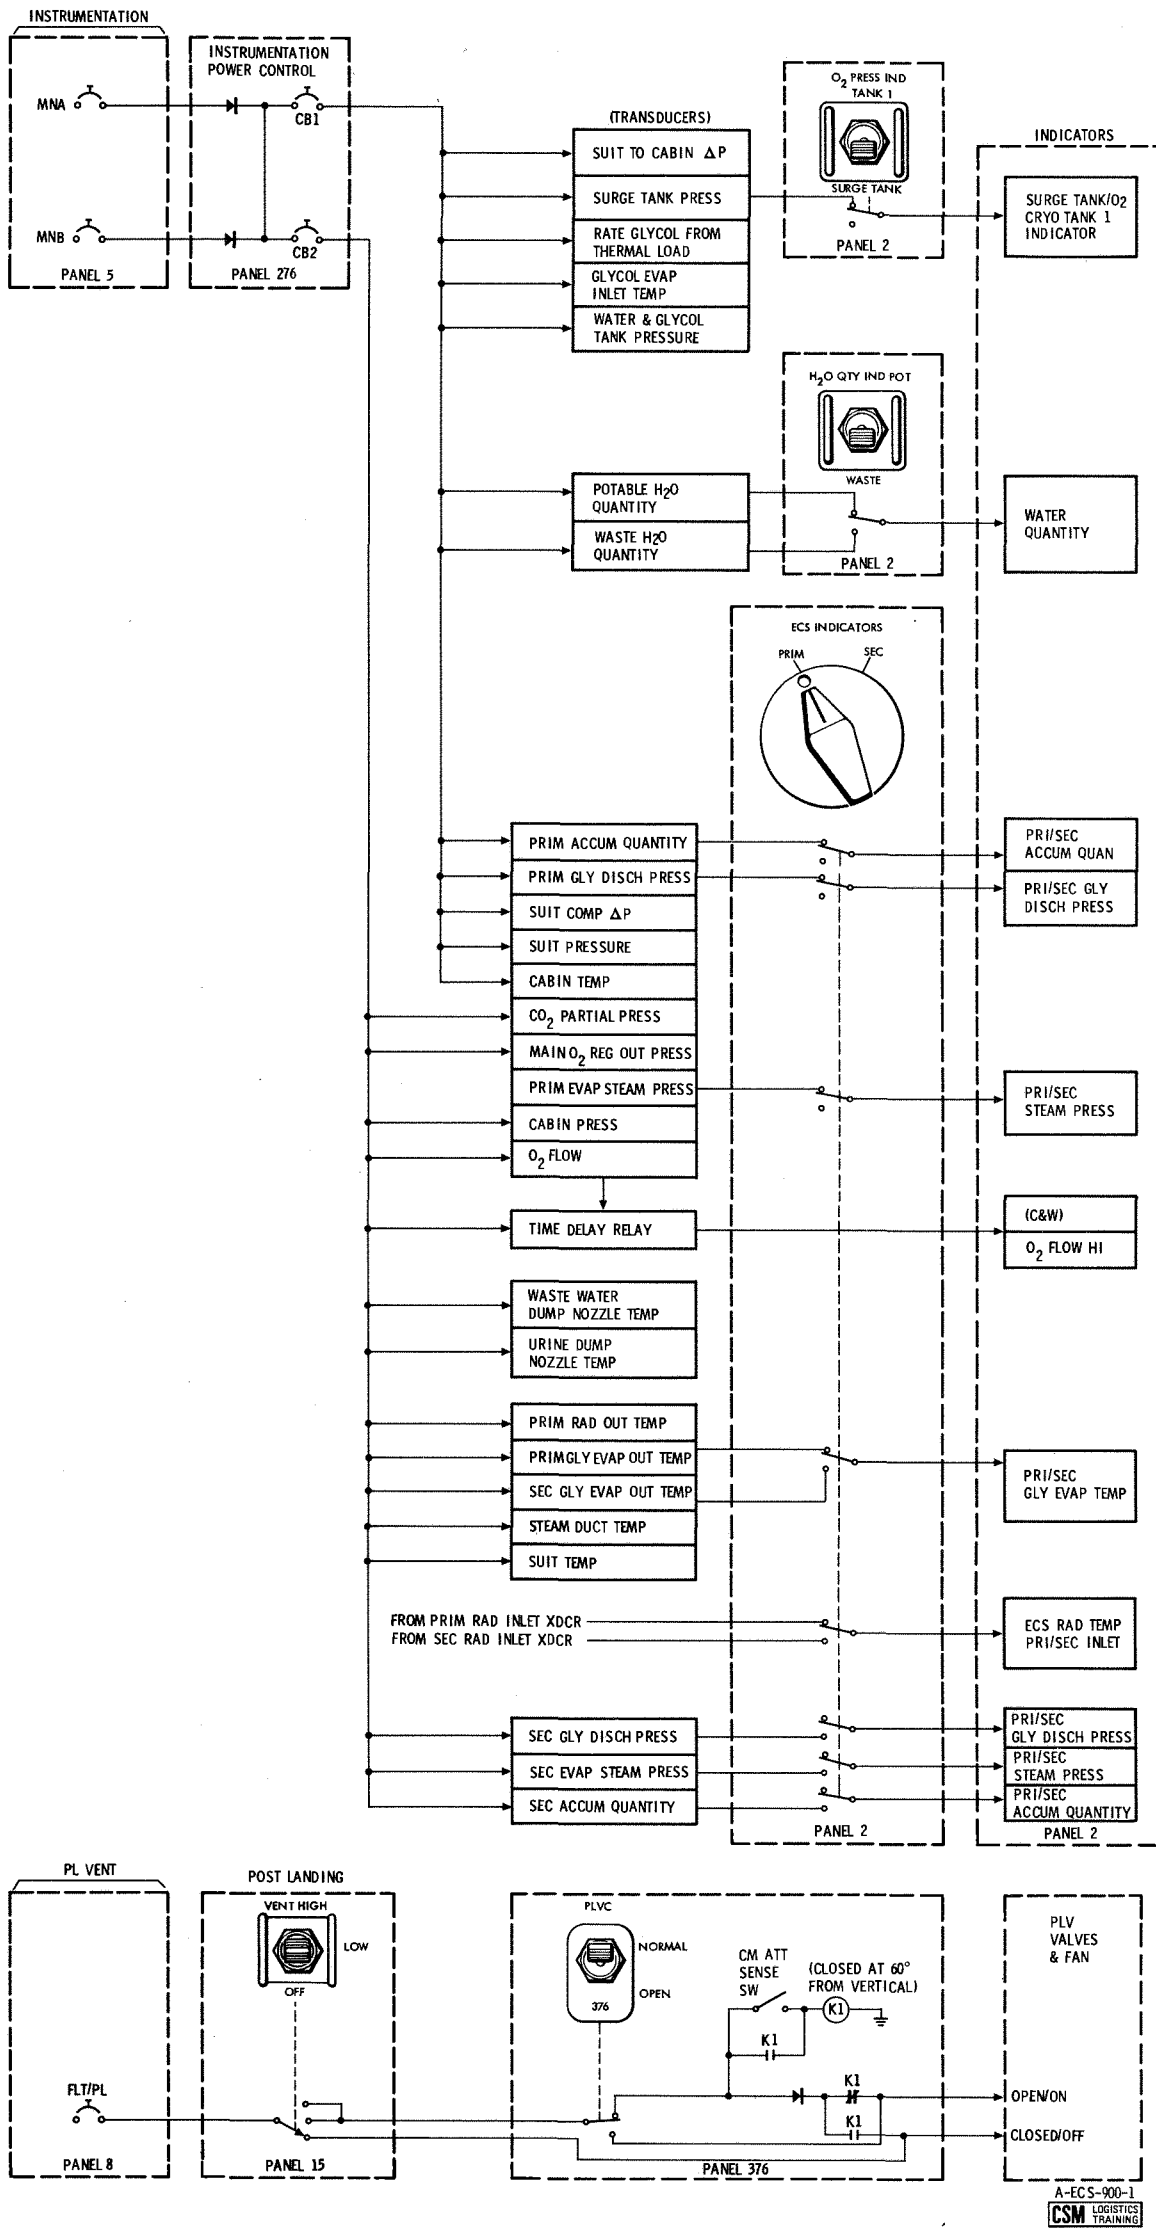 INSTRUMENTATION
INSTRUMENTATION
POWER CONTROL
MNA
CB1
MNB
CB2
PANEL 5
PANEL 276
(TRANSDUCERS)
SUIT TO CABIN ΔP
SURGE TANK PRESS
RATE GLYCOL FROM
THERMAL LOAD
GLYCOL EVAP
INLET TEMP
WATER & GLYCOL
TANK PRESSURE
O2 PRESS IND
TANK 1
SURGE TANK
PANEL 2
INDICATORS
SURGE TANK/O2
CRYO TANK 1
INDICATOR
H2O QTY IND POT
WASTE
PANEL 2
POTABLE H2O
QUANTITY
WASTE H2O
QUANTITY
WATER
QUANTITY
ECS INDICATORS
PRIM
SEC
PRIM ACCUM QUANTITY
PRIM GLY DISCH PRESS
SUIT COMP ΔP
SUIT PRESSURE
CABIN TEMP
CO2 PARTIAL PRESS
MAIN O2 REG OUT PRESS
PRIM EVAP STEAM PRESS
CABIN PRESS
O2 FLOW
TIME DELAY RELAY
WASTE WATER
DUMP NOZZLE TEMP
URINE DUMP
NOZZLE TEMP
PRIM RAD OUT TEMP
PRIM GLY EVAP OUT TEMP
SEC GLY EVAP OUT TEMP
STEAM DUCT TEMP
SUIT TEMP
FROM PRIM RAD INLET XDCR
FROM SEC RAD INLET XDCR
SEC GLY DISCH PRESS
SEC EVAP STEAM PRESS
SEC ACCUM QUANTITY
PANEL 2
PRI/SEC
ACCUM QUAN
PRI/SEC GLY
DISCH PRESS
PRI/SEC
STEAM PRESS
(C&W)
O2 FLOW HI
PRI/SEC
GLY EVAP TEMP
ECS RAD TEMP
PRI/SEC INLET
PRI/SEC
GLY DISCH PRESS
PRI/SEC
STEAM PRESS
PRI/SEC
ACCUM QUANTITY
PANEL 2
PL VENT
FLT/PL
PANEL 8
POST LANDING
VENT HIGH
LOW
OFF
PANEL 15
PLVC
NORMAL
OPEN
376
CM ATT
SENSE
SW
(CLOSED AT 60°
FROM VERTICAL)
K1
K1
K1
K1
PANEL 376
PLV
VALVES
& FAN
OPEN/ON
CLOSED/OFF
A-ECS-900-1
CSM LOGISTICS
TRAINING